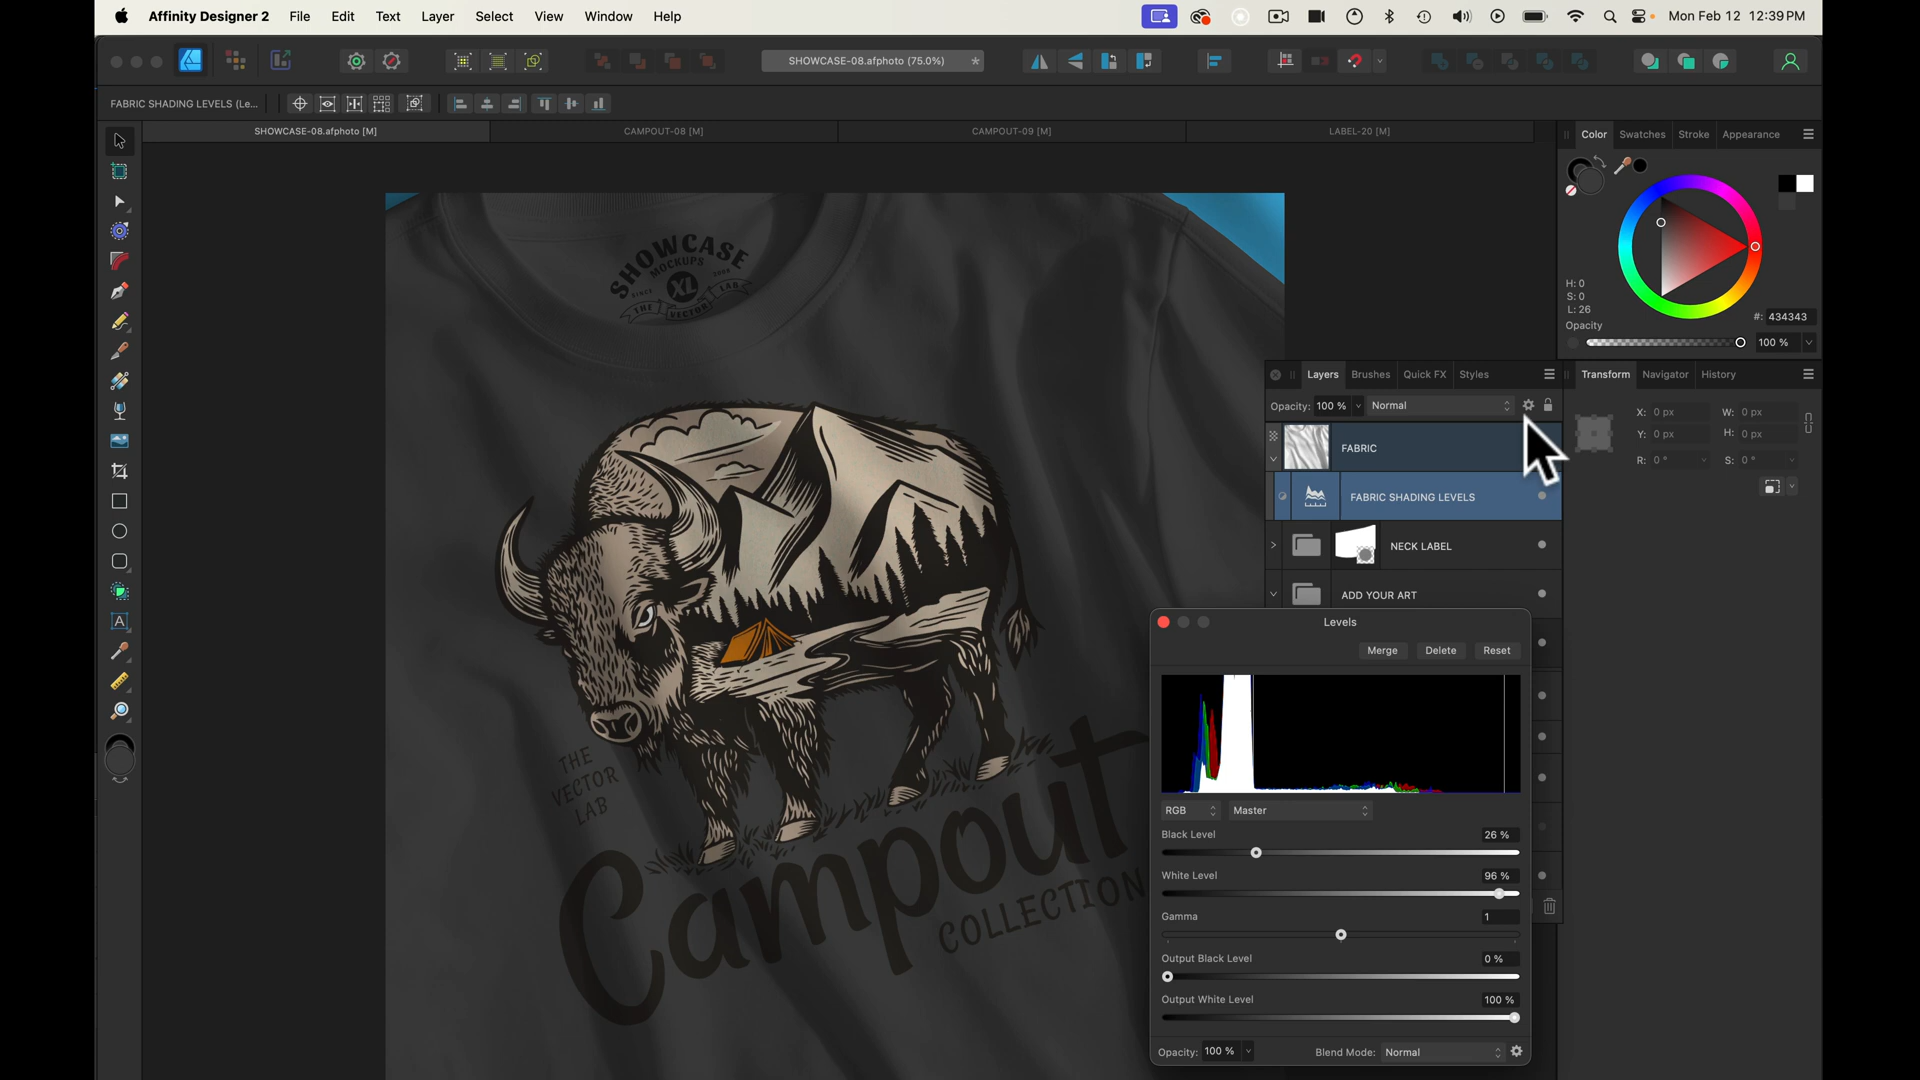 Affinity Designer 2 File Edit Text Layer Select View Window Help
Mon Feb 12 12:39 PM
SHOWCASE-08.afphoto (75.0%) *
FABRIC SHADING LEVELS (Le...
SHOWCASE-08.afphoto [M] CAMPOUT-08 [M] CAMPOUT-09 [M] LABEL-20 [M]
Color Swatches Stroke Appearance
H: 0
S: 0
L: 26
#: 434343
Opacity
100 %
SHOWCASE
MOCKUPS
SINCE XL 2008
THE VECTOR LAB
THE
VECTOR
LAB
Campout
COLLECTION
Layers Brushes Quick FX Styles
Opacity: 100 % Normal
FABRIC
FABRIC SHADING LEVELS
NECK LABEL
ADD YOUR ART
Transform Navigator History
X: 0 px W: 0 px
Y: 0 px H: 0 px
R: 0 ° S: 0 °
Levels
Merge Delete Reset
RGB Master
Black Level 26 %
White Level 96 %
Gamma 1
Output Black Level 0 %
Output White Level 100 %
Opacity: 100 % Blend Mode: Normal
A